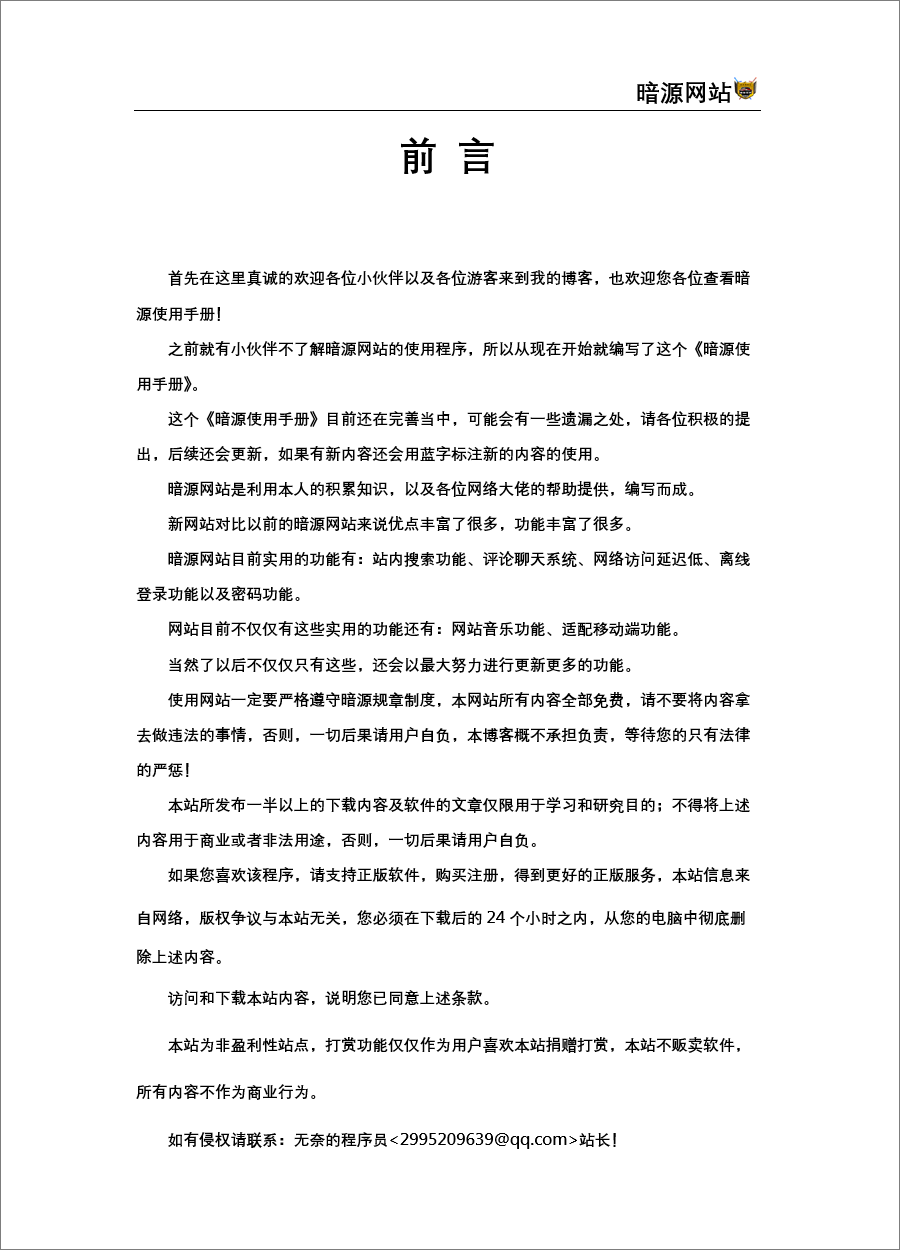 暗源网站
前 言
首先在这里真诚的欢迎各位小伙伴以及各位游客来到我的博客，也欢迎您各位查看暗
源使用手册！
之前就有小伙伴不了解暗源网站的使用程序，所以从现在开始就编写了这个《暗源使
用手册》。
这个《暗源使用手册》目前还在完善当中，可能会有一些遗漏之处，请各位积极的提
出，后续还会更新，如果有新内容还会用蓝字标注新的内容的使用。
暗源网站是利用本人的积累知识，以及各位网络大佬的帮助提供，编写而成。
新网站对比以前的暗源网站来说优点丰富了很多，功能丰富了很多。
暗源网站目前实用的功能有：站内搜索功能、评论聊天系统、网络访问延迟低、离线
登录功能以及密码功能。
网站目前不仅仅有这些实用的功能还有：网站音乐功能、适配移动端功能。
当然了以后不仅仅只有这些，还会以最大努力进行更新更多的功能。
使用网站一定要严格遵守暗源规章制度，本网站所有内容全部免费，请不要将内容拿
去做违法的事情，否则，一切后果请用户自负，本博客概不承担负责，等待您的只有法律
的严惩！
本站所发布一半以上的下载内容及软件的文章仅限用于学习和研究目的；不得将上述
内容用于商业或者非法用途，否则，一切后果请用户自负。
如果您喜欢该程序，请支持正版软件，购买注册，得到更好的正版服务，本站信息来
自网络，版权争议与本站无关，您必须在下载后的 24 个小时之内，从您的电脑中彻底删
除上述内容。
访问和下载本站内容，说明您已同意上述条款。
本站为非盈利性站点，打赏功能仅仅作为用户喜欢本站捐赠打赏，本站不贩卖软件，
所有内容不作为商业行为。
如有侵权请联系：无奈的程序员<2995209639@qq.com>站长！